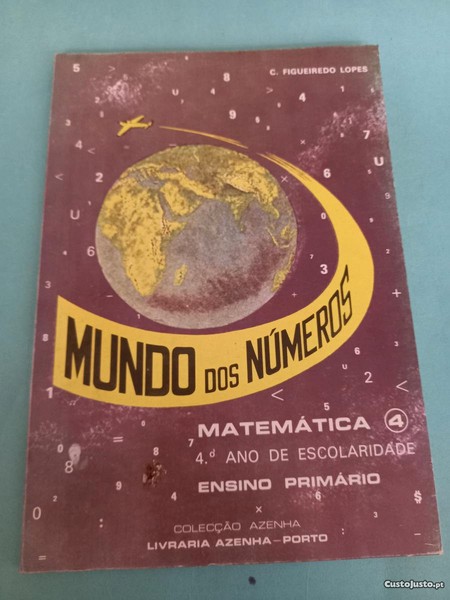 C. FIGUEIREDO LOPES
MUNDO DOS NÚMEROS
MATEMÁTICA 4
4.º ANO DE ESCOLARIDADE
ENSINO PRIMÁRIO
×
COLECÇÃO AZENHA
LIVRARIA AZENHA–PORTO
CustoJusto.pt